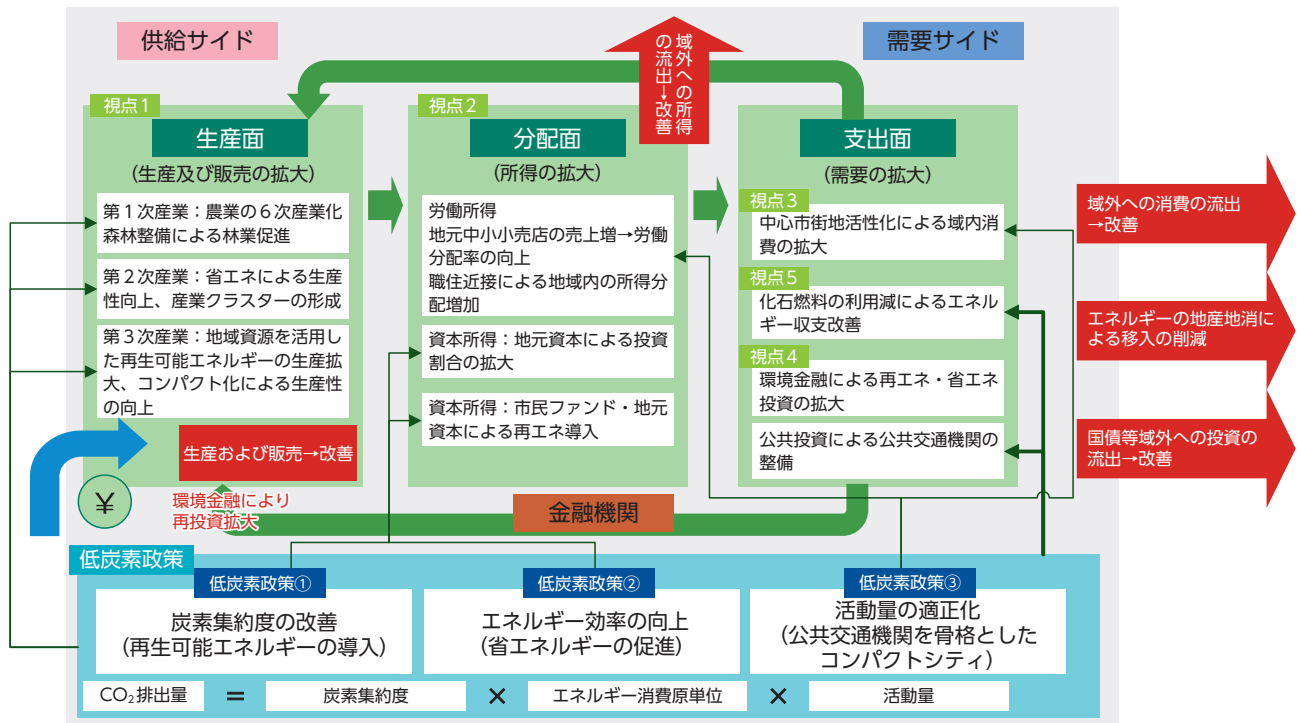 供給サイド
需要サイド
域外への所得
の流出→改善
視点1
生産面
(生産及び販売の拡大)
第1次産業：農業の6次産業化
森林整備による林業促進
第2次産業：省エネによる生産
性向上、産業クラスターの形成
第3次産業：地域資源を活用し
た再生可能エネルギーの生産拡
大、コンパクト化による生産性
の向上
生産および販売→改善
¥
環境金融により
再投資拡大
視点2
分配面
(所得の拡大)
労働所得
地元中小小売店の売上増→労働
分配率の向上
職住近接による地域内の所得分
配増加
資本所得：地元資本による投資
割合の拡大
資本所得：市民ファンド・地元
資本による再エネ導入
金融機関
支出面
(需要の拡大)
視点3
中心市街地活性化による域内消
費の拡大
視点5
化石燃料の利用減によるエネル
ギー収支改善
視点4
環境金融による再エネ・省エネ
投資の拡大
公共投資による公共交通機関の
整備
域外への消費の流出
→改善
エネルギーの地産地消に
よる移入の削減
国債等域外への投資の
流出→改善
低炭素政策
低炭素政策①
炭素集約度の改善
(再生可能エネルギーの導入)
低炭素政策②
エネルギー効率の向上
(省エネルギーの促進)
低炭素政策③
活動量の適正化
(公共交通機関を骨格とした
コンパクトシティ)
CO₂排出量 = 炭素集約度 × エネルギー消費原単位 × 活動量